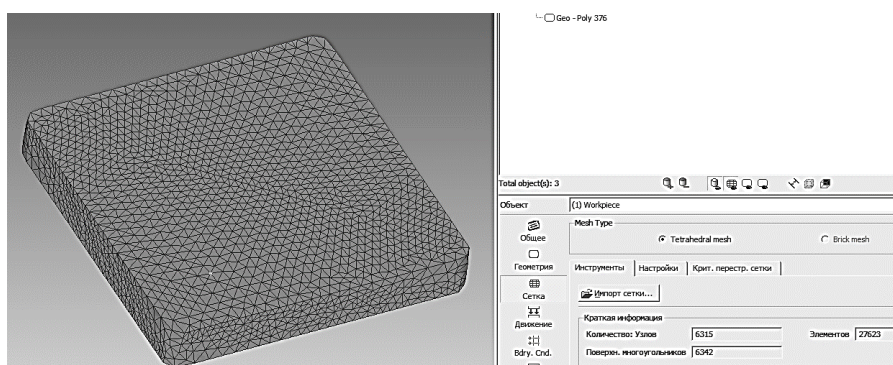 Geo - Poly 376
Total object(s): 3
Объект (1) Workpiece
Общее
Геометрия
Сетка
Движение
Bdry. Cnd.
Mesh Type
Tetrahedral mesh Brick mesh
Инструменты Настройки Крит. перестр. сетки
Импорт сетки...
Краткая информация
Количество: Узлов 6315 Элементов 27623
Поверхн. многоугольников 6342